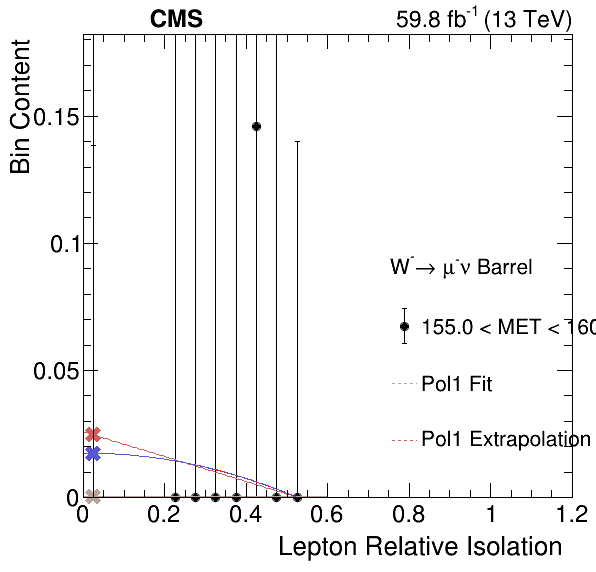 CMS
59.8 fb⁻¹ (13 TeV)
Bin Content
0.15
0.1
0.05
0
W⁻→ μ⁻ν Barrel
155.0 < MET < 160
Pol1 Fit
Pol1 Extrapolation
0 0.2 0.4 0.6 0.8 1 1.2
Lepton Relative Isolation